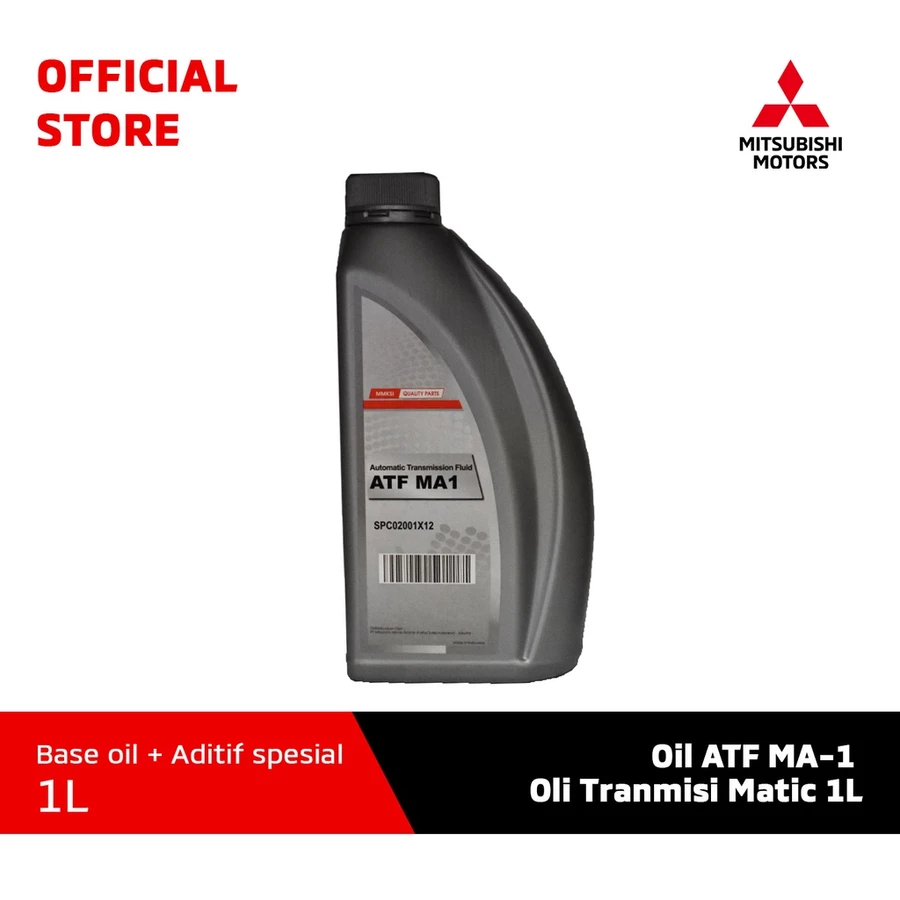 OFFICIAL
STORE
MITSUBISHI
MOTORS
MMKSI QUALITY PARTS
Automatic Transmission Fluid
ATF MA1
SPC02001X12
Base oil + Aditif spesial
1L
Oil ATF MA-1
Oli Tranmisi Matic 1L